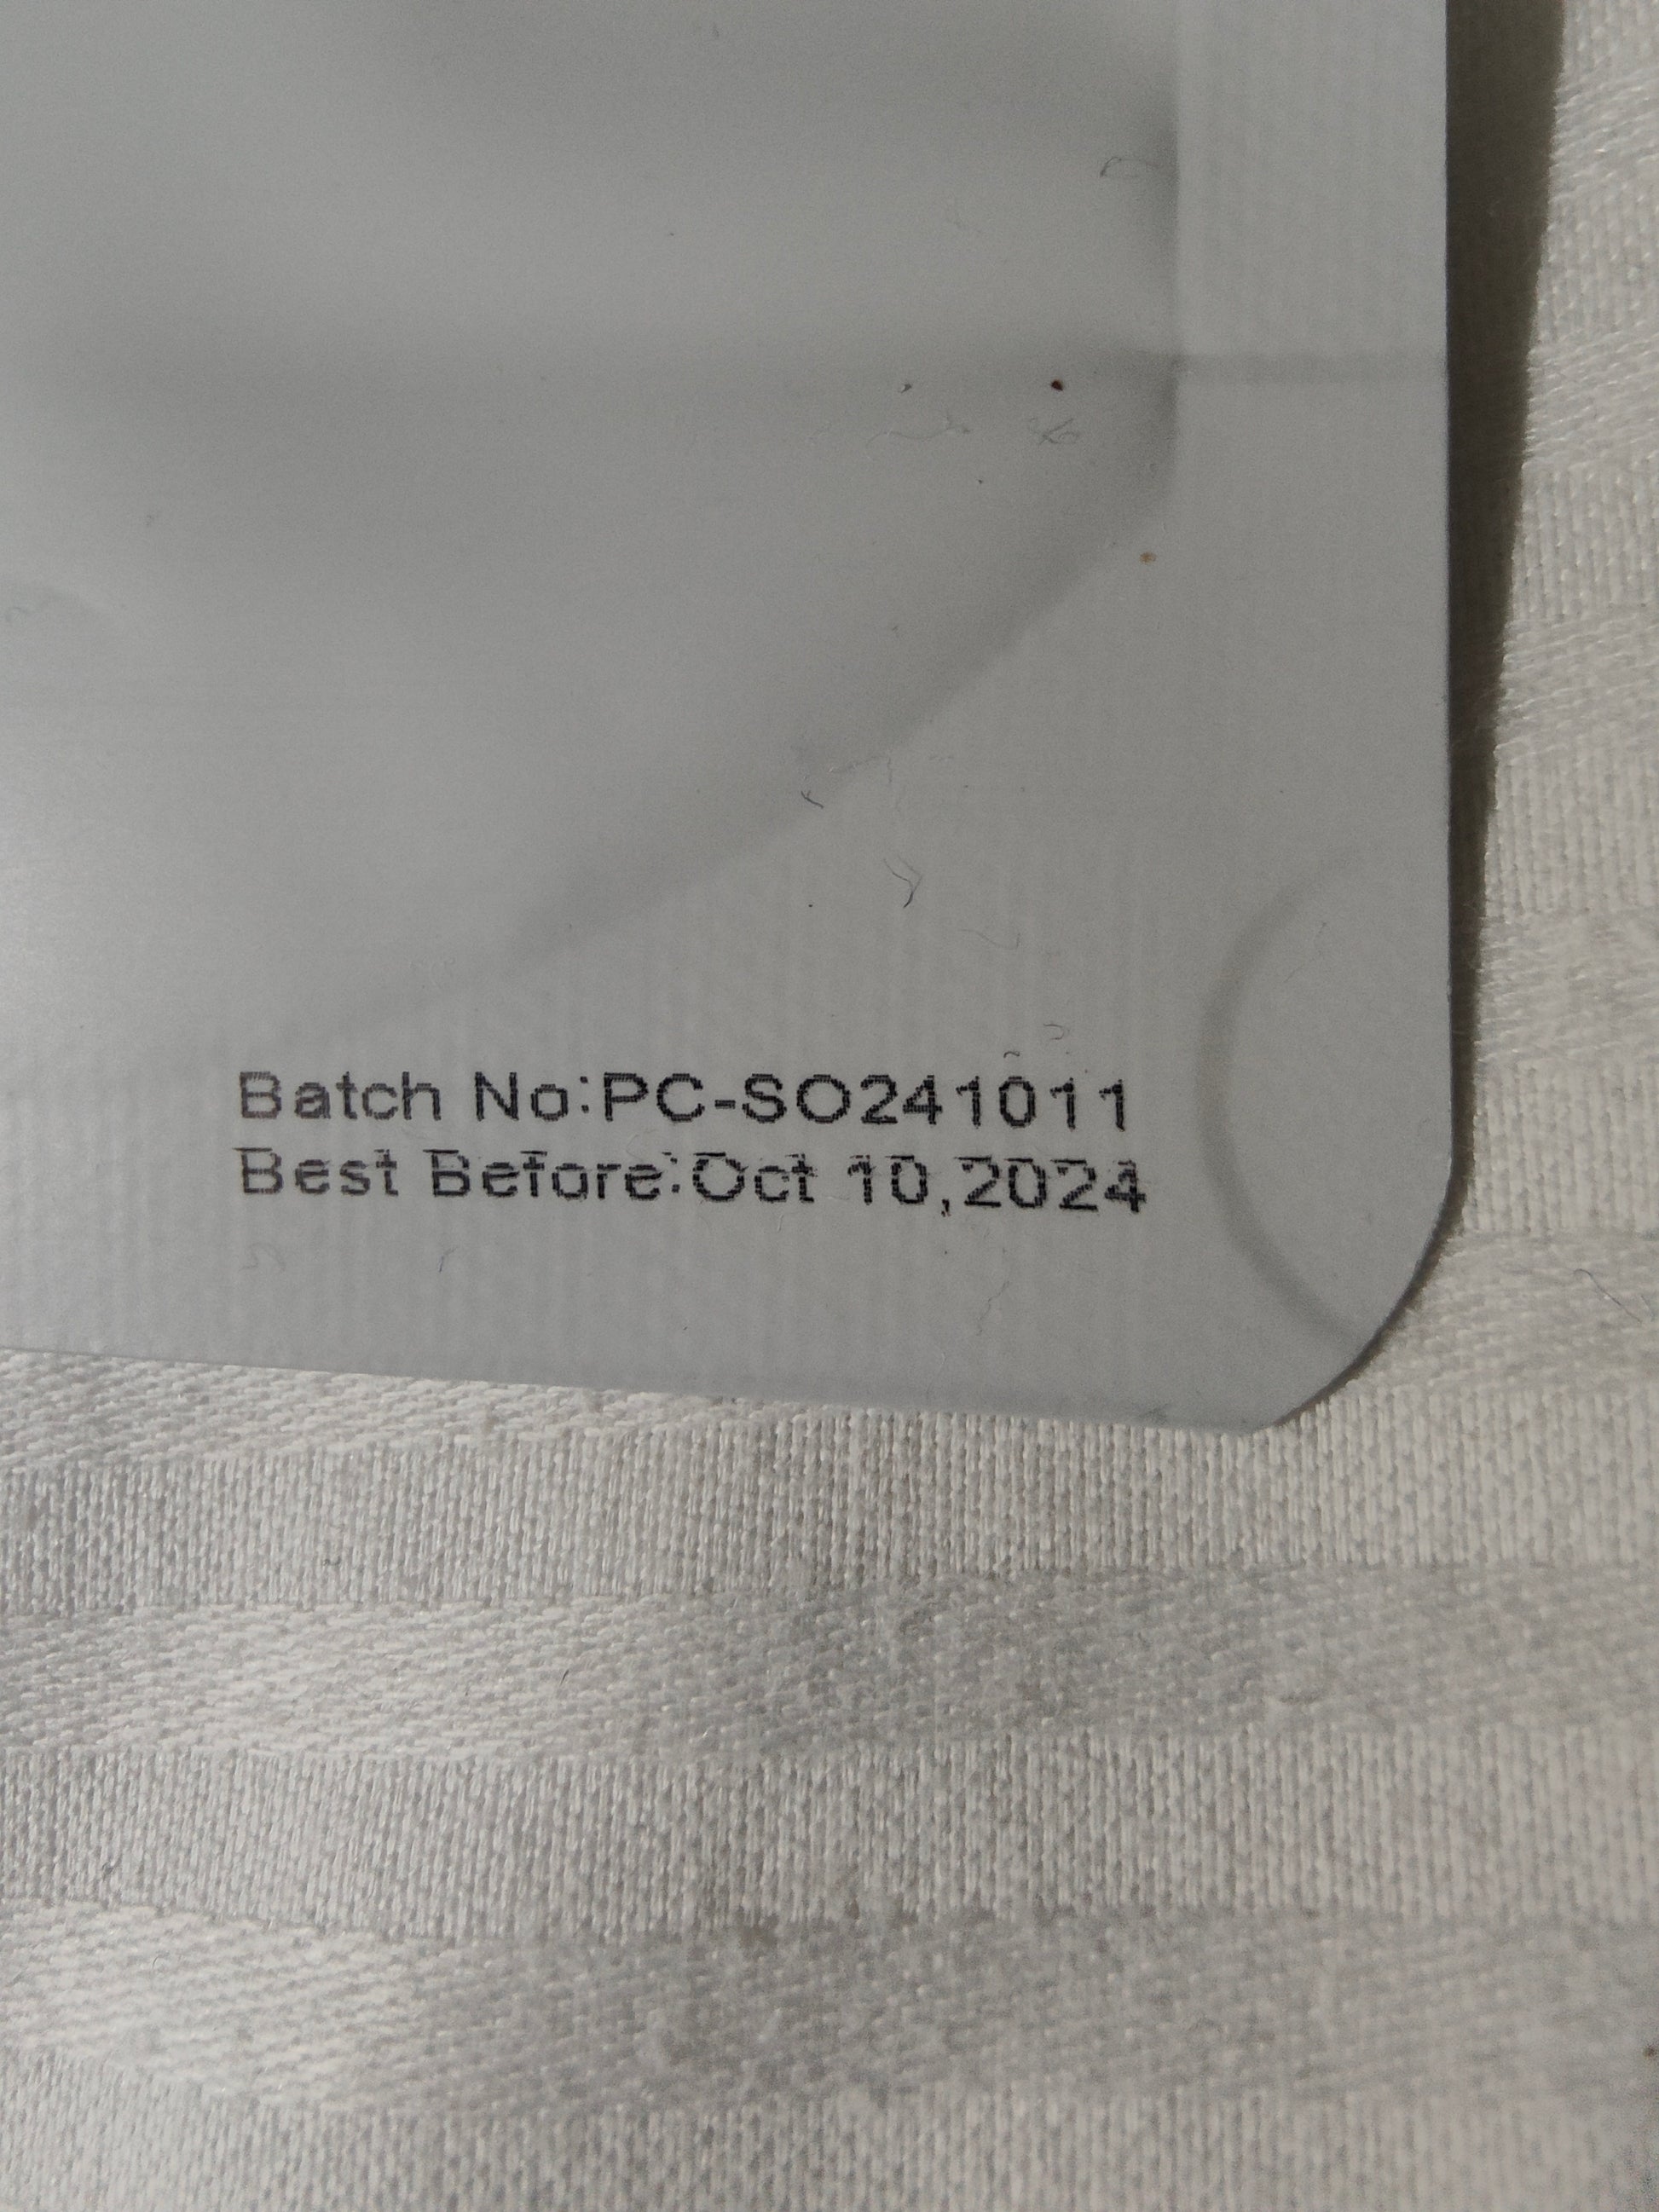 Batch No:PC-SO241011
Best Before:Oct 10,2024